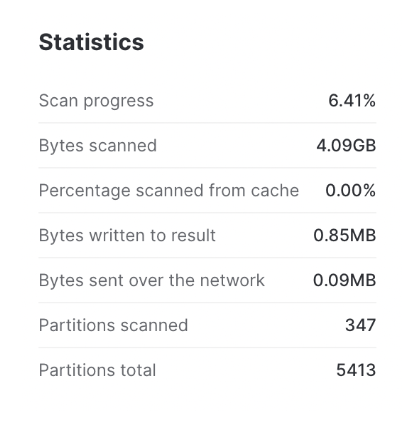 Statistics
Scan progress 6.41%
Bytes scanned 4.09GB
Percentage scanned from cache 0.00%
Bytes written to result 0.85MB
Bytes sent over the network 0.09MB
Partitions scanned 347
Partitions total 5413